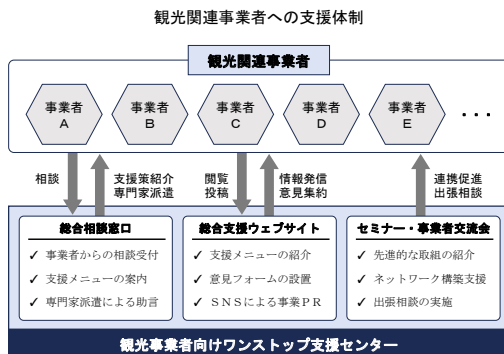 観光関連事業者への支援体制
観光関連事業者
事業者
A
事業者
B
事業者
C
事業者
D
事業者
E
・・・
相談
支援策紹介
専門家派遣
閲覧
投稿
情報発信
意見集約
連携促進
出張相談
総合相談窓口
✓ 事業者からの相談受付
✓ 支援メニューの案内
✓ 専門家派遣による助言
総合支援ウェブサイト
✓ 支援メニューの紹介
✓ 意見フォームの設置
✓ SNSによる事業PR
セミナー・事業者交流会
✓ 先進的な取組の紹介
✓ ネットワーク構築支援
✓ 出張相談の実施
観光事業者向けワンストップ支援センター